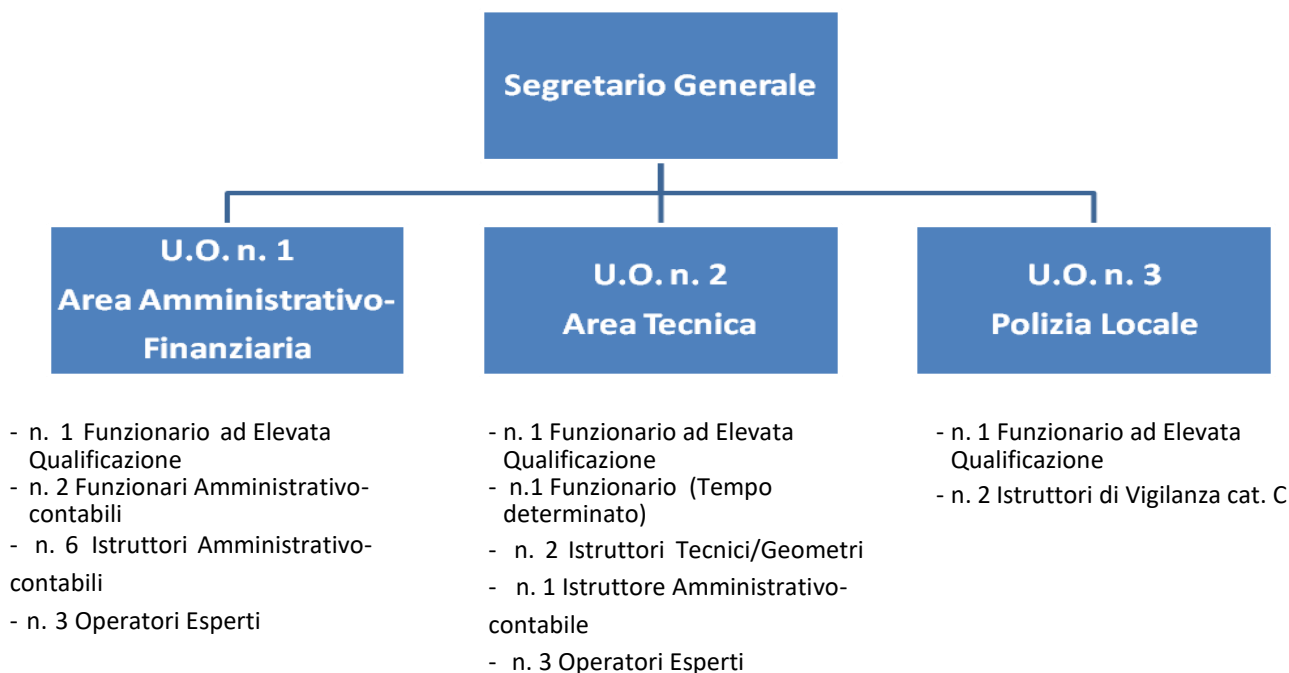 Segretario Generale
U.O. n. 1
Area Amministrativo-
Finanziaria
U.O. n. 2
Area Tecnica
U.O. n. 3
Polizia Locale
- n. 1 Funzionario ad Elevata
Qualificazione
- n. 2 Funzionari Amministrativo-
contabili
- n. 6 Istruttori Amministrativo-
contabili
- n. 3 Operatori Esperti
- n. 1 Funzionario ad Elevata
Qualificazione
- n.1 Funzionario (Tempo
determinato)
- n. 2 Istruttori Tecnici/Geometri
- n. 1 Istruttore Amministrativo-
contabile
- n. 3 Operatori Esperti
- n. 1 Funzionario ad Elevata
Qualificazione
- n. 2 Istruttori di Vigilanza cat. C